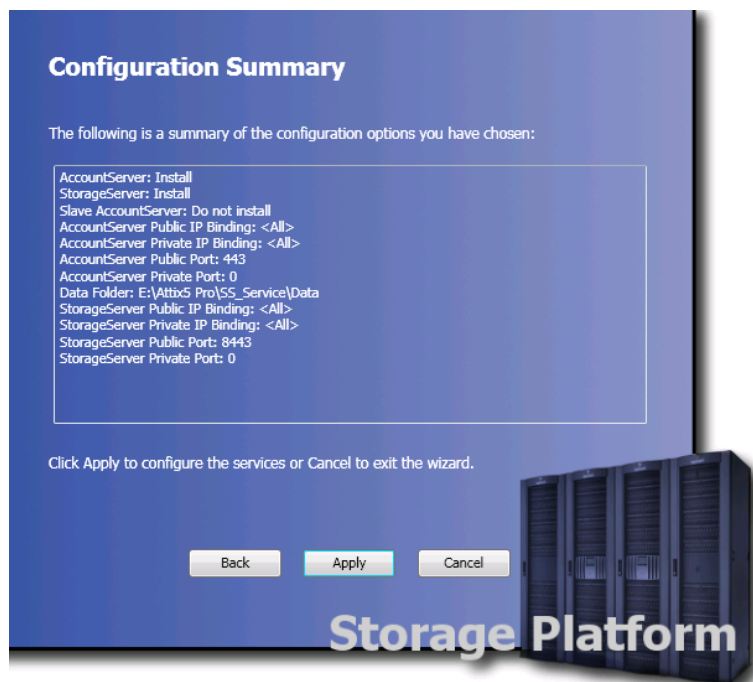 Configuration Summary
The following is a summary of the configuration options you have chosen:
AccountServer: Install
StorageServer: Install
Slave AccountServer: Do not install
AccountServer Public IP Binding: <All>
AccountServer Private IP Binding: <All>
AccountServer Public Port: 443
AccountServer Private Port: 0
Data Folder: E:\Attix5 Pro\SS_Service\Data
StorageServer Public IP Binding: <All>
StorageServer Private IP Binding: <All>
StorageServer Public Port: 8443
StorageServer Private Port: 0
Click Apply to configure the services or Cancel to exit the wizard.
Back Apply Cancel
Storage Platform